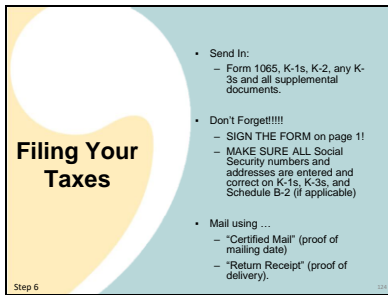 Filing Your
Taxes
▪ Send In:
– Form 1065, K-1s, K-2, any K-
3s and all supplemental
documents.
▪ Don't Forget!!!!!
– SIGN THE FORM on page 1!
– MAKE SURE ALL Social
Security numbers and
addresses are entered and
correct on K-1s, K-3s, and
Schedule B-2 (if applicable)
▪ Mail using …
– “Certified Mail” (proof of
mailing date)
– “Return Receipt” (proof of
delivery).
Step 6